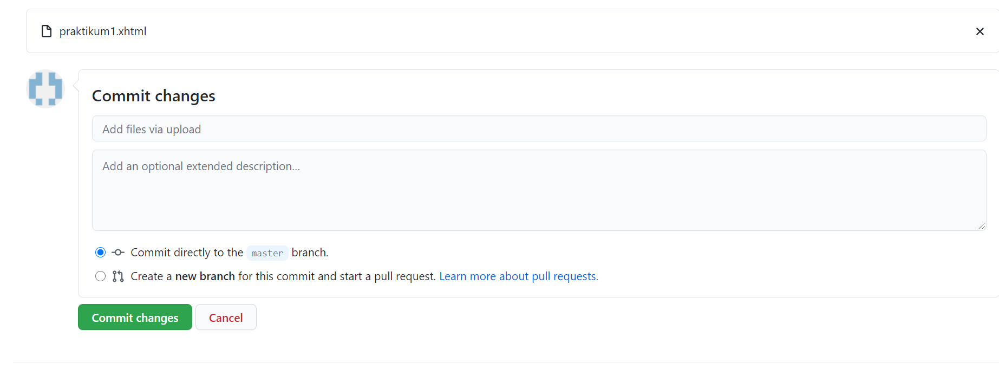 praktikum1.xhtml
Commit changes
Add files via upload
Add an optional extended description...
Commit directly to the master branch.
Create a new branch for this commit and start a pull request. Learn more about pull requests.
Commit changes Cancel